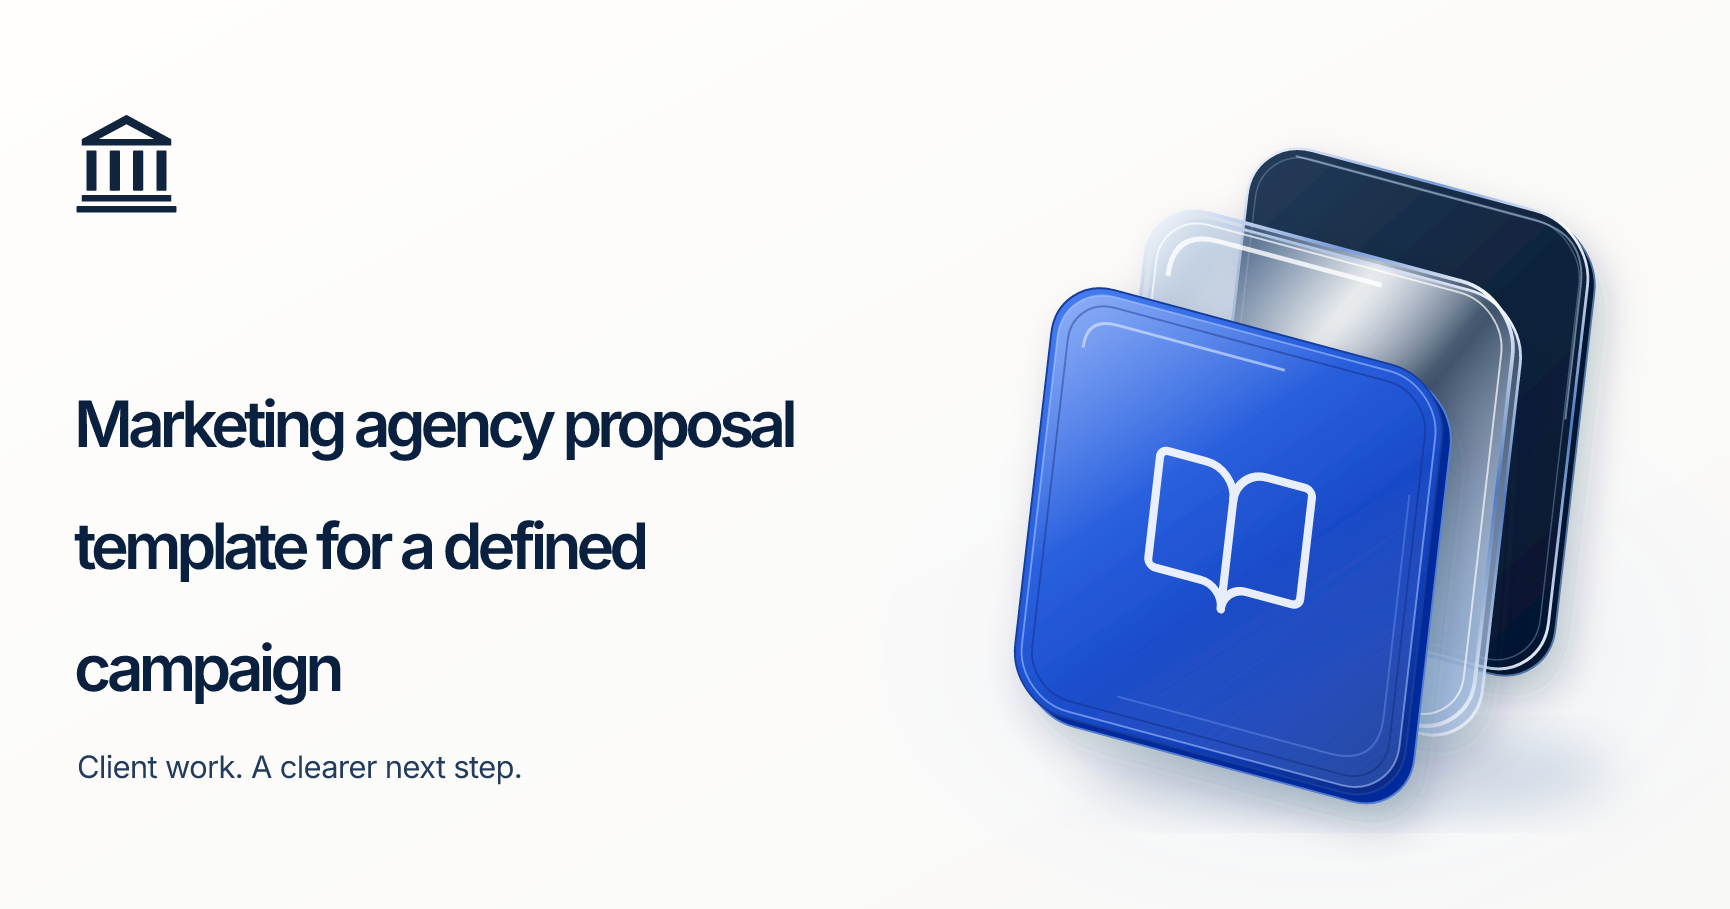 Marketing agency proposal
template for a defined
campaign
Client work. A clearer next step.